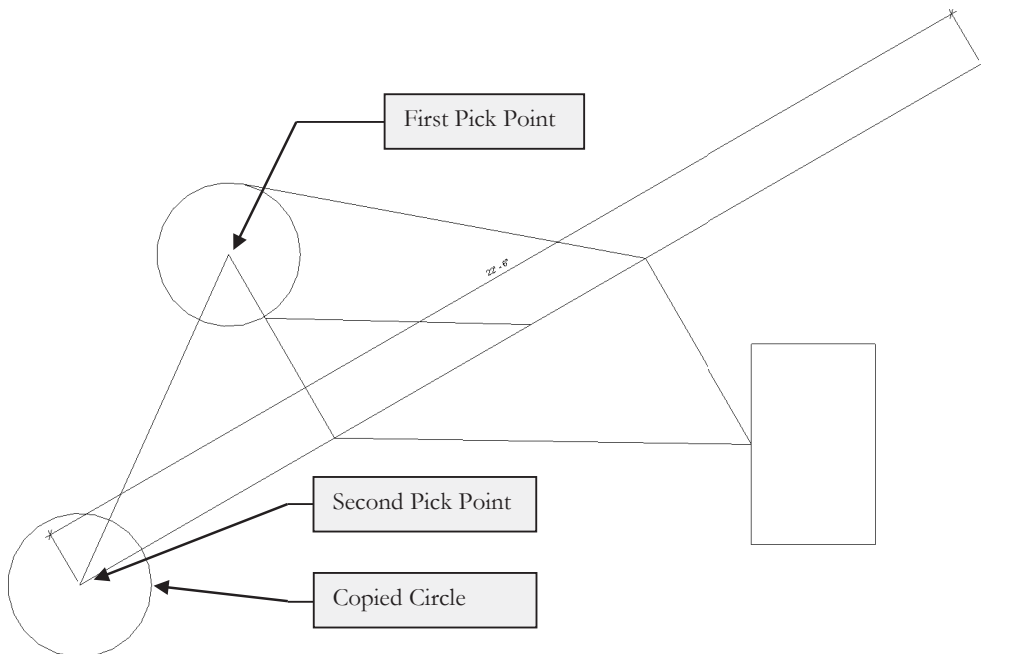 First Pick Point
22' - 6"
Second Pick Point
Copied Circle